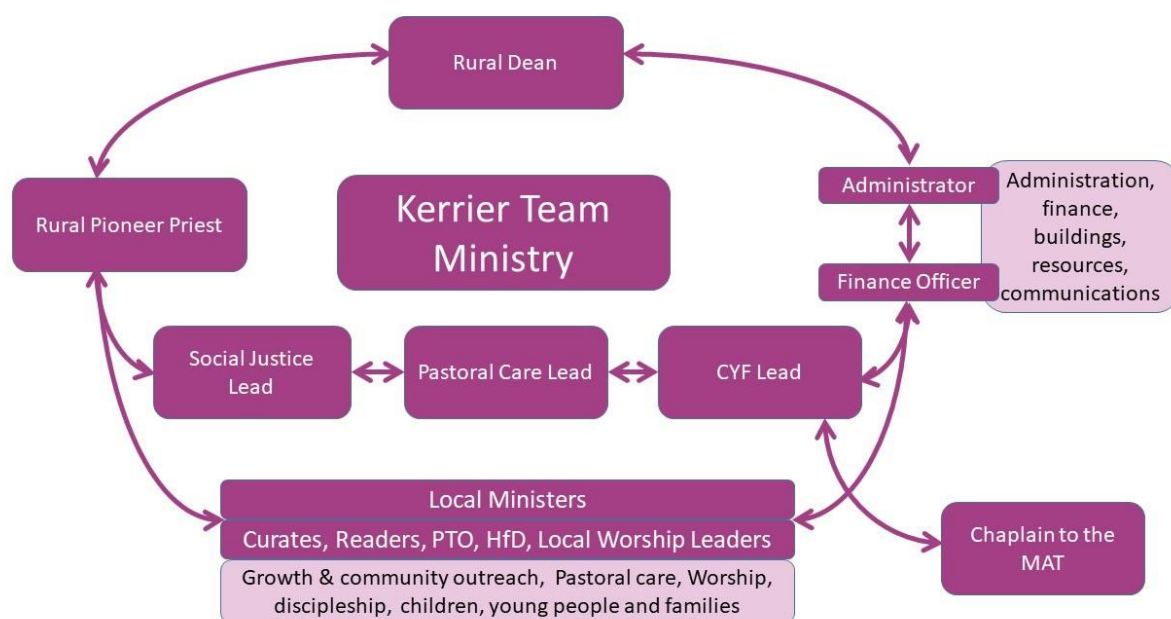 Rural Dean
Rural Pioneer Priest
Kerrier Team
Ministry
Administrator
Finance Officer
Administration,
finance,
buildings,
resources,
communications
Social Justice
Lead
Pastoral Care Lead
CYF Lead
Local Ministers
Curates, Readers, PTO, HfD, Local Worship Leaders
Growth & community outreach, Pastoral care, Worship,
discipleship, children, young people and families
Chaplain to the
MAT